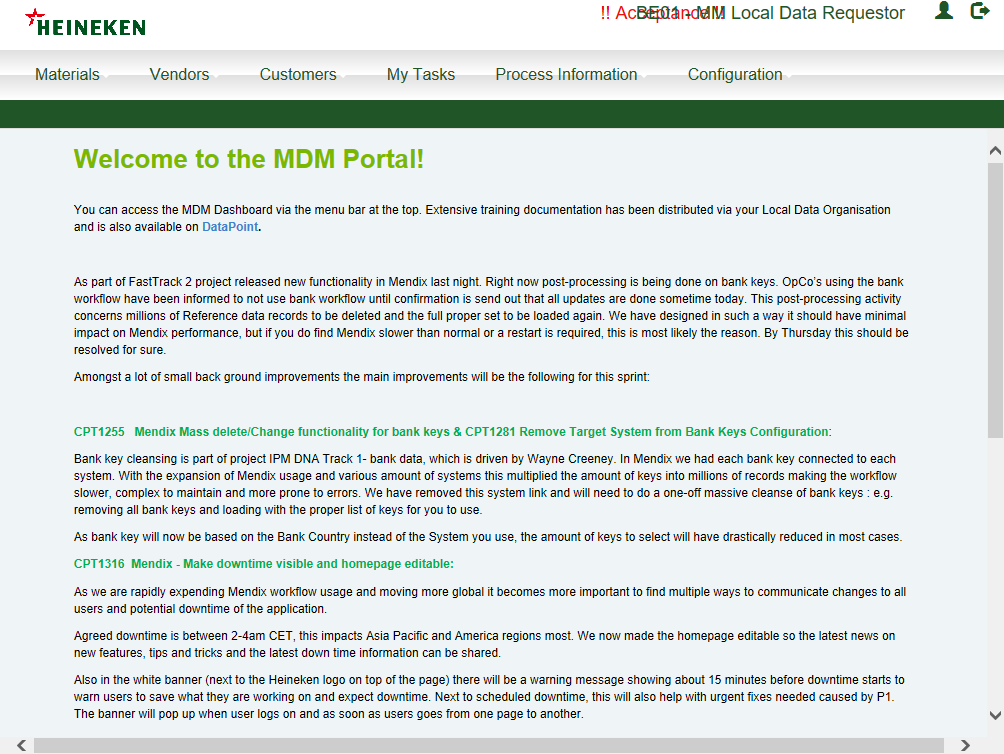 HEINEKEN
!! Acceptance !! BE01 - MM Local Data Requestor
Materials Vendors Customers My Tasks Process Information Configuration
Welcome to the MDM Portal!
You can access the MDM Dashboard via the menu bar at the top. Extensive training documentation has been distributed via your Local Data Organisation
and is also available on DataPoint.
As part of FastTrack 2 project released new functionality in Mendix last night. Right now post-processing is being done on bank keys. OpCo's using the bank
workflow have been informed to not use bank workflow until confirmation is send out that all updates are done sometime today. This post-processing activity
concerns millions of Reference data records to be deleted and the full proper set to be loaded again. We have designed in such a way it should have minimal
impact on Mendix performance, but if you do find Mendix slower than normal or a restart is required, this is most likely the reason. By Thursday this should be
resolved for sure.
Amongst a lot of small back ground improvements the main improvements will be the following for this sprint:
CPT1255 Mendix Mass delete/Change functionality for bank keys & CPT1281 Remove Target System from Bank Keys Configuration:
Bank key cleansing is part of project IPM DNA Track 1- bank data, which is driven by Wayne Creeney. In Mendix we had each bank key connected to each
system. With the expansion of Mendix usage and various amount of systems this multiplied the amount of keys into millions of records making the workflow
slower, complex to maintain and more prone to errors. We have removed this system link and will need to do a one-off massive cleanse of bank keys : e.g.
removing all bank keys and loading with the proper list of keys for you to use.
As bank key will now be based on the Bank Country instead of the System you use, the amount of keys to select will have drastically reduced in most cases.
CPT1316 Mendix - Make downtime visible and homepage editable:
As we are rapidly expending Mendix workflow usage and moving more global it becomes more important to find multiple ways to communicate changes to all
users and potential downtime of the application.
Agreed downtime is between 2-4am CET, this impacts Asia Pacific and America regions most. We now made the homepage editable so the latest news on
new features, tips and tricks and the latest down time information can be shared.
Also in the white banner (next to the Heineken logo on top of the page) there will be a warning message showing about 15 minutes before downtime starts to
warn users to save what they are working on and expect downtime. Next to scheduled downtime, this will also help with urgent fixes needed caused by P1.
The banner will pop up when user logs on and as soon as users goes from one page to another.